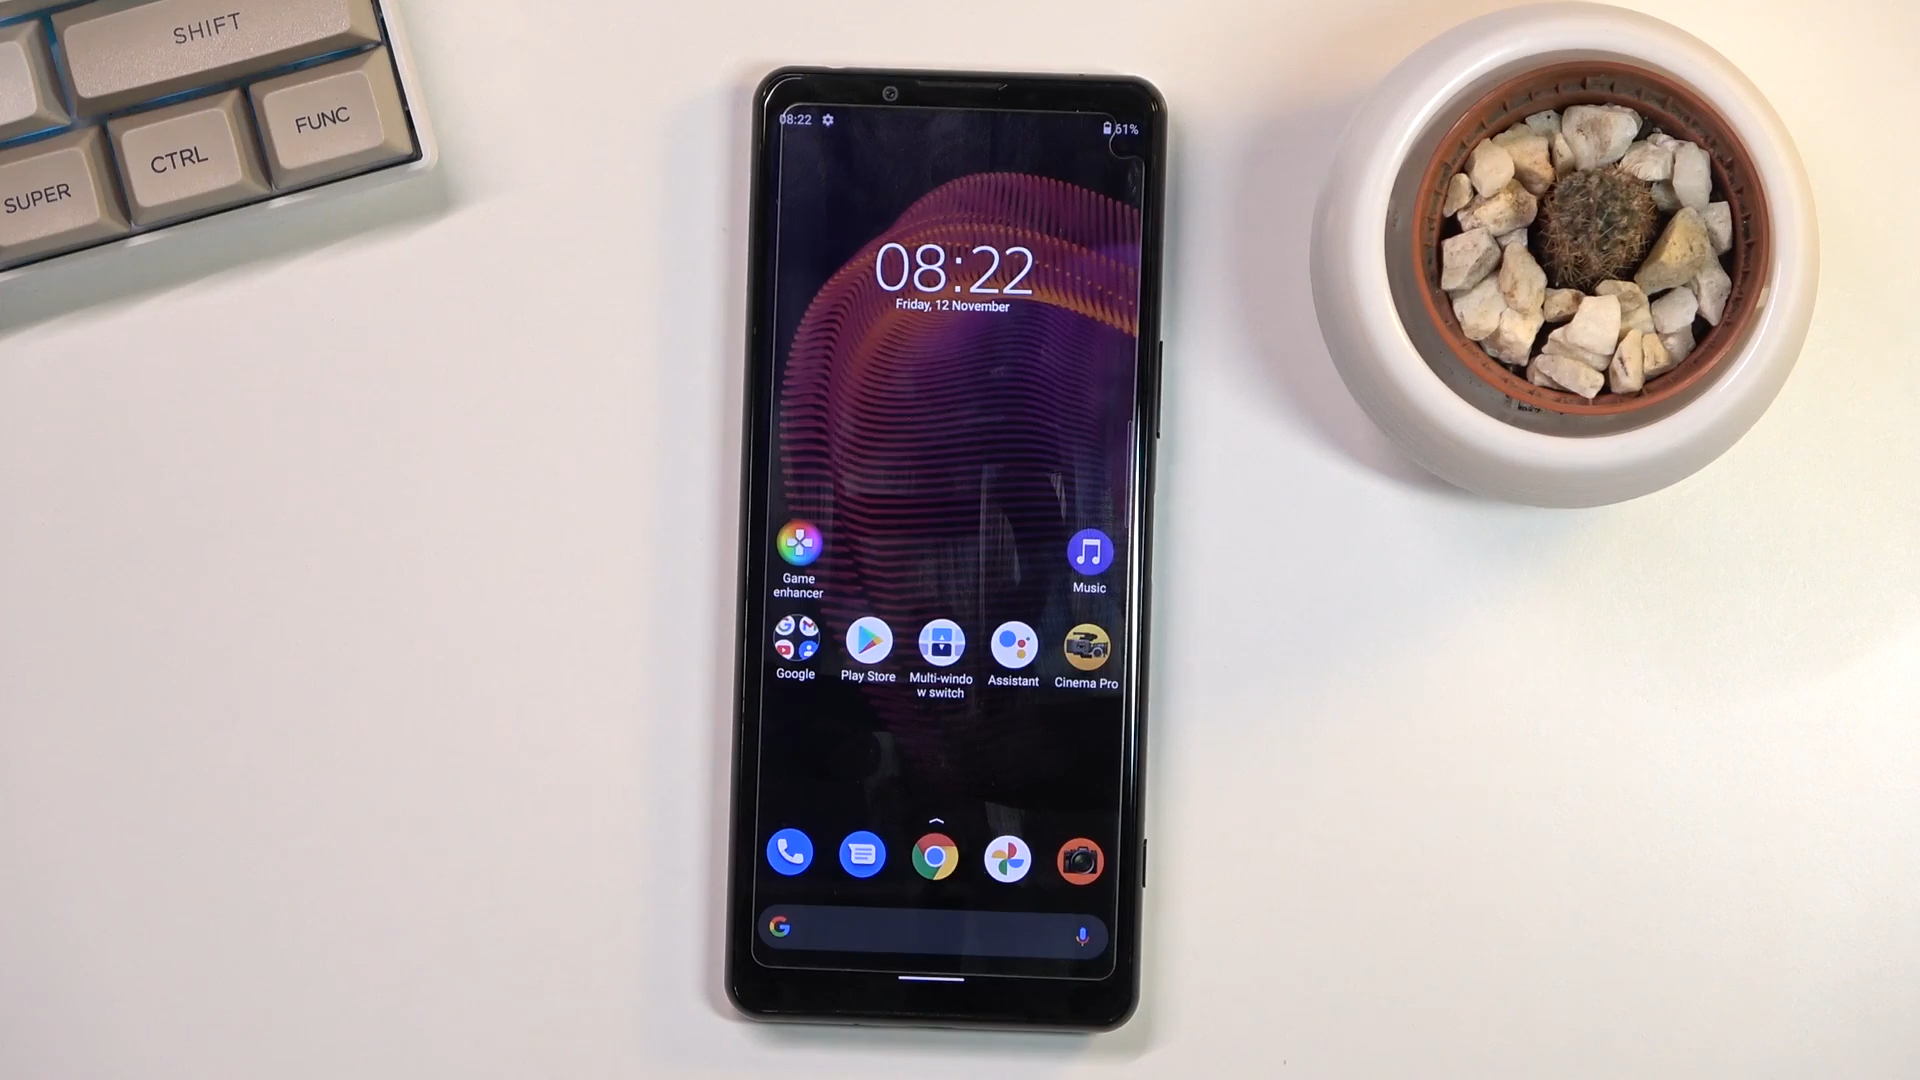 SHIFT
FUNC
CTRL
SUPER
08:22
61%
08:22
Friday, 12 November
Game
enhancer
Music
Google
Play Store
Multi-windo
w switch
Assistant
Cinema Pro